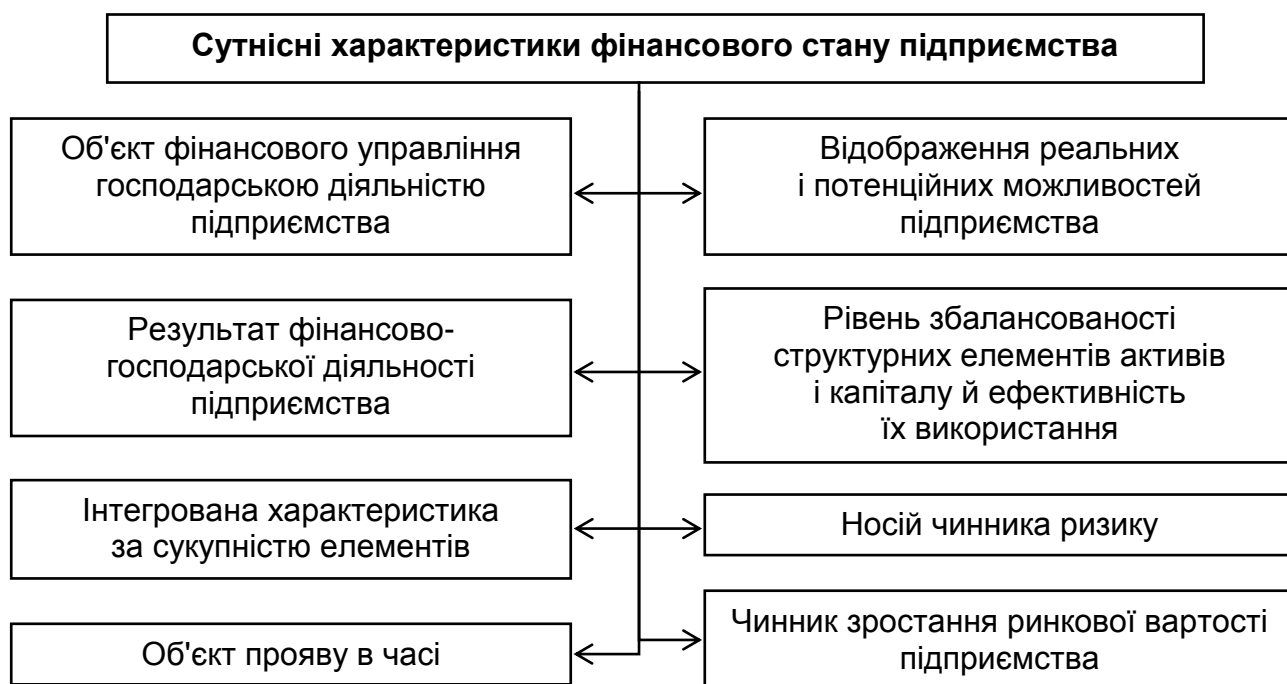 Сутнісні характеристики фінансового стану підприємства
Об'єкт фінансового управління
господарською діяльністю
підприємства
Відображення реальних
і потенційних можливостей
підприємства
Результат фінансово-
господарської діяльності
підприємства
Рівень збалансованості
структурних елементів активів
і капіталу й ефективність
їх використання
Інтегрована характеристика
за сукупністю елементів
Носій чинника ризику
Об'єкт прояву в часі
Чинник зростання ринкової вартості
підприємства